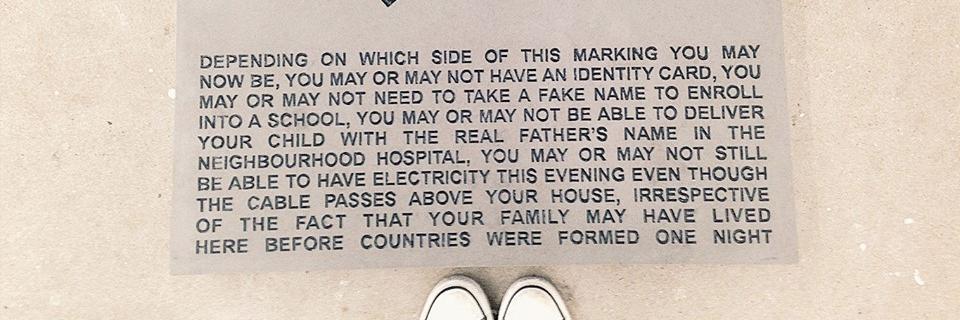 DEPENDING ON WHICH SIDE OF THIS MARKING YOU MAY
NOW BE, YOU MAY OR MAY NOT HAVE AN IDENTITY CARD, YOU
MAY OR MAY NOT NEED TO TAKE A FAKE NAME TO ENROLL
INTO A SCHOOL, YOU MAY OR MAY NOT BE ABLE TO DELIVER
YOUR CHILD WITH THE REAL FATHER'S NAME IN THE
NEIGHBOURHOOD HOSPITAL, YOU MAY OR MAY NOT STILL
BE ABLE TO HAVE ELECTRICITY THIS EVENING EVEN THOUGH
THE CABLE PASSES ABOVE YOUR HOUSE, IRRESPECTIVE
OF THE FACT THAT YOUR FAMILY MAY HAVE LIVED
HERE BEFORE COUNTRIES WERE FORMED ONE NIGHT